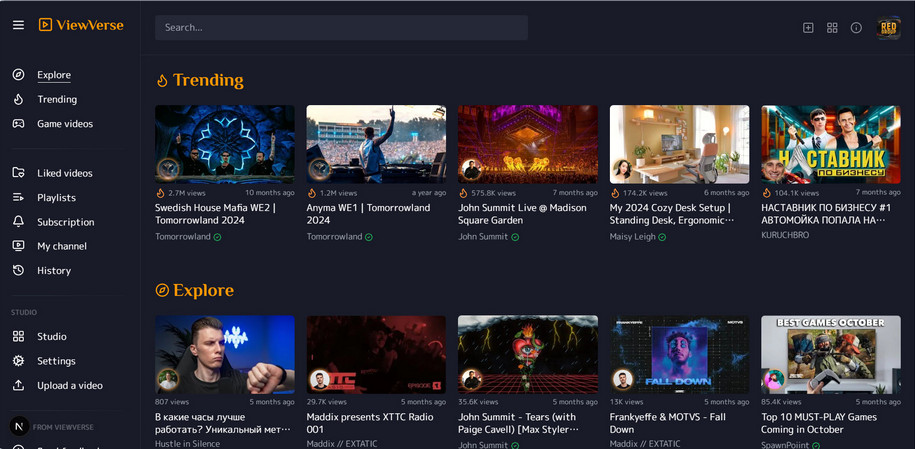 ViewVerse
Search...
RED
Explore
Trending
Game videos
Liked videos
Playlists
Subscription
My channel
History
STUDIO
Studio
Settings
Upload a video
N
FROM VIEWVERSE
Trending
2.7M views 10 months ago
Swedish House Mafia WE2 |
Tomorrowland 2024
Tomorrowland
1.2M views a year ago
Anyma WE1 | Tomorrowland
2024
Tomorrowland
575.8K views 7 months ago
John Summit Live @ Madison
Square Garden
John Summit
174.2K views 6 months ago
My 2024 Cozy Desk Setup |
Standing Desk, Ergonomic...
Maisy Leigh
НАСТАВНИК
ПО БИЗНЕСУ
104.1K views 7 months ago
НАСТАВНИК ПО БИЗНЕСУ #1
АВТОМОЙКА ПОПАЛА НА...
KURUCHBRO
Explore
807 views 5 months ago
В какие часы лучше
работать? Уникальный мет...
Hustle in Silence
XTTC
EPISODE 1
29.7K views 5 months ago
Maddix presents XTTC Radio
001
Maddix // EXTATIC
35.6K views 5 months ago
John Summit - Tears (with
Paige Cavell) [Max Styler...
John Summit
FRANKYEFFE MOTVS
FALL DOWN
13K views 5 months ago
Frankyeffe & MOTVS - Fall
Down
Maddix // EXTATIC
BEST GAMES OCTOBER
85.4K views 5 months ago
Top 10 MUST-PLAY Games
Coming in October
SpawnPoiint